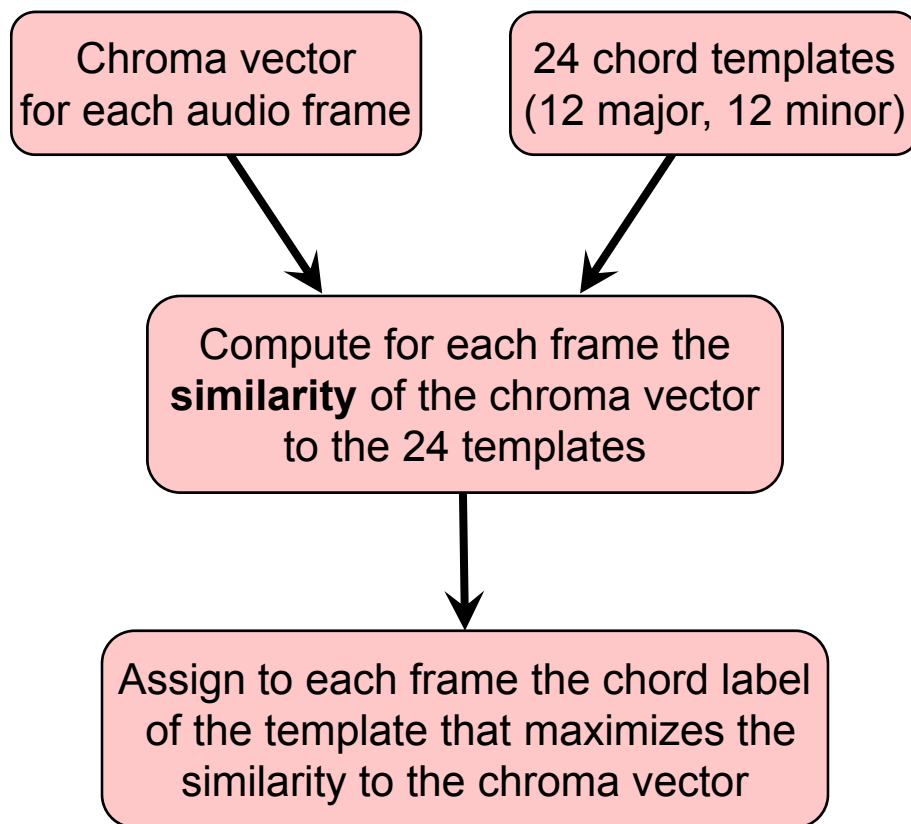 Chroma vector
for each audio frame
24 chord templates
(12 major, 12 minor)
Compute for each frame the
similarity of the chroma vector
to the 24 templates
Assign to each frame the chord label
of the template that maximizes the
similarity to the chroma vector